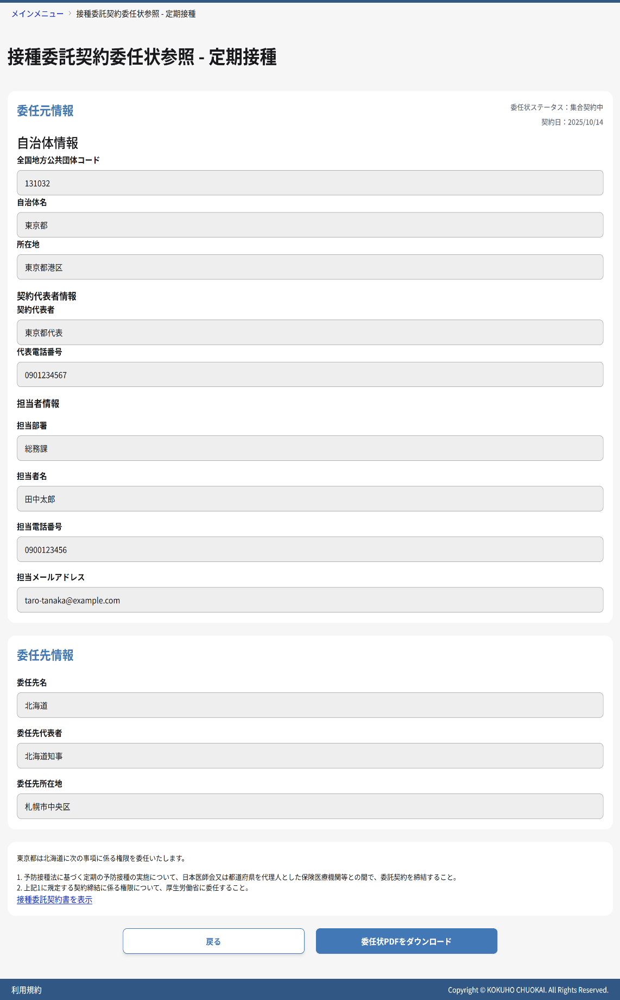 メインメニュー > 接種委託契約委任状参照 - 定期接種
接種委託契約委任状参照 - 定期接種
委任元情報
委任状ステータス：集合契約中
契約日：2025/10/14
自治体情報
全国地方公共団体コード
131032
自治体名
東京都
所在地
東京都港区
契約代表者情報
契約代表者
東京都代表
代表電話番号
0901234567
担当者情報
担当部署
総務課
担当者名
田中太郎
担当電話番号
0900123456
担当メールアドレス
taro-tanaka@example.com
委任先情報
委任先名
北海道
委任先代表者
北海道知事
委任先所在地
札幌市中央区
東京都は北海道に次の事項に係る権限を委任いたします。
1. 予防接種法に基づく定期の予防接種の実施について、日本医師会又は都道府県を代理人とした保険医療機関等との間で、委託契約を締結すること。
2. 上記1に規定する契約締結に係る権限について、厚生労働省に委任すること。
接種委託契約書を表示
戻る
委任状PDFをダウンロード
利用規約
Copyright © KOKUHO CHUOKAI. All Rights Reserved.